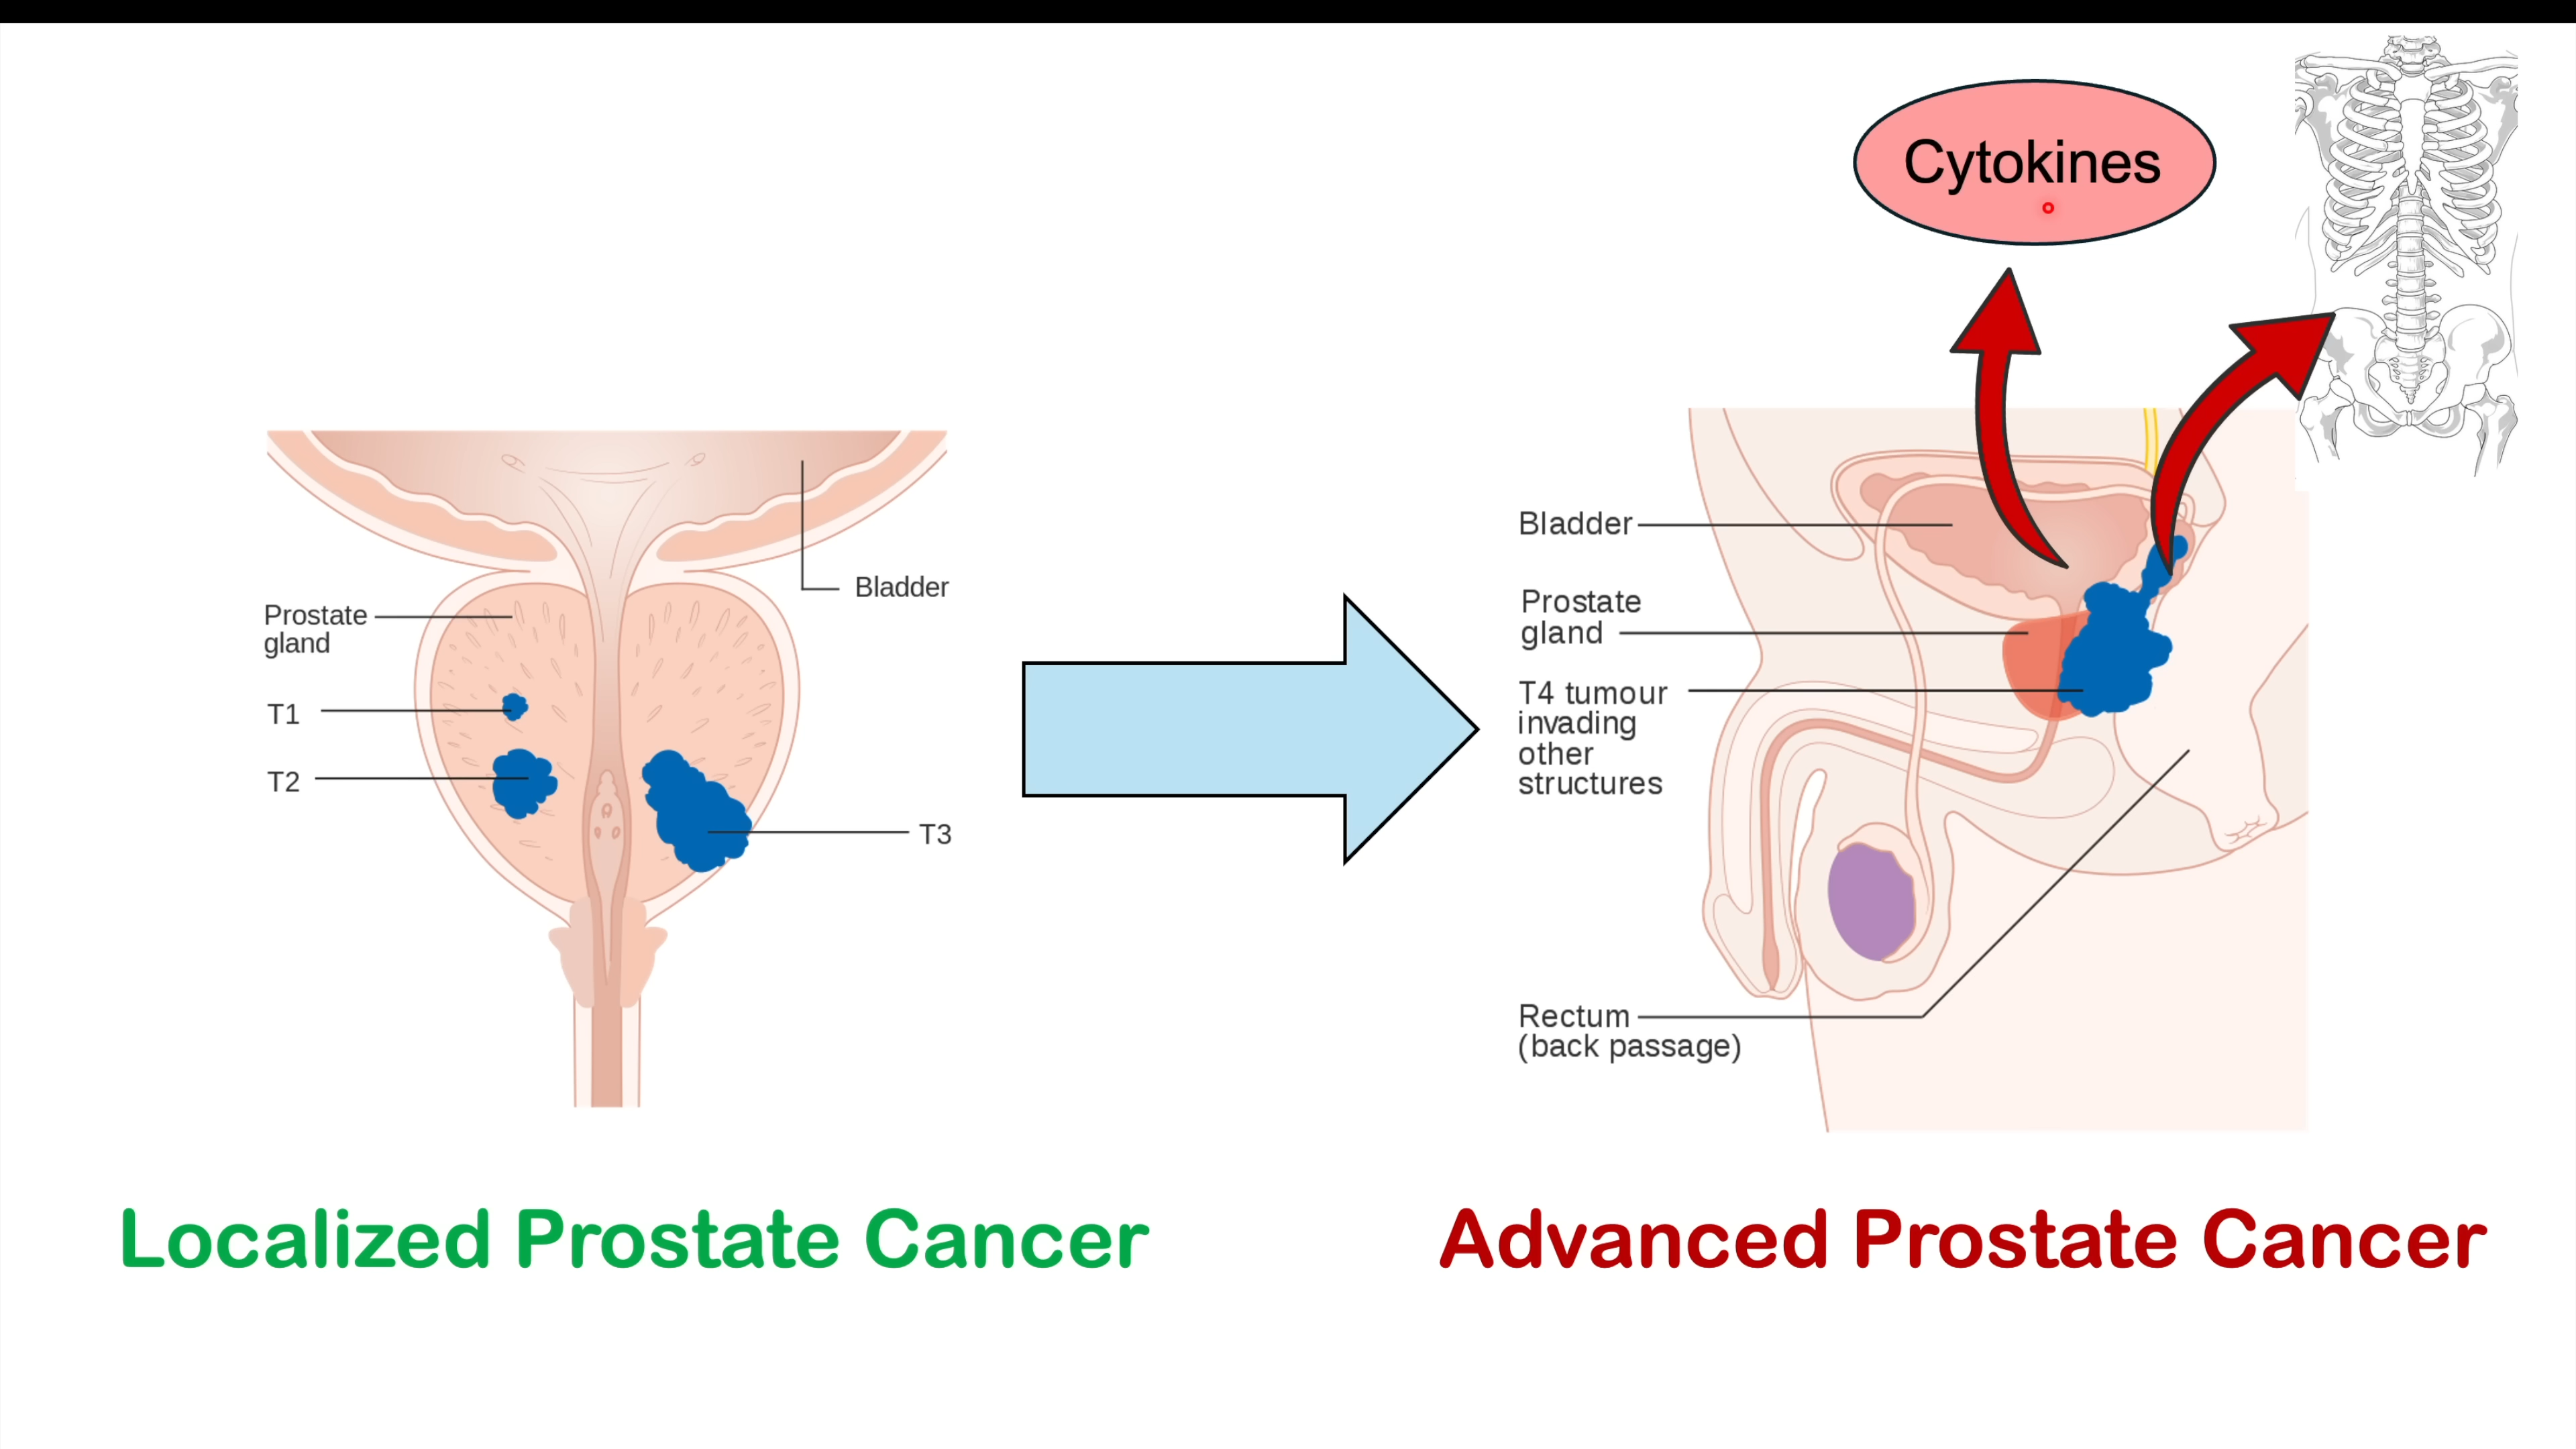 Cytokines
Bladder
Prostate
gland
T1
T2
T3
Bladder
Prostate
gland
T4 tumour
invading
other
structures
Rectum
(back passage)
Localized Prostate Cancer
Advanced Prostate Cancer